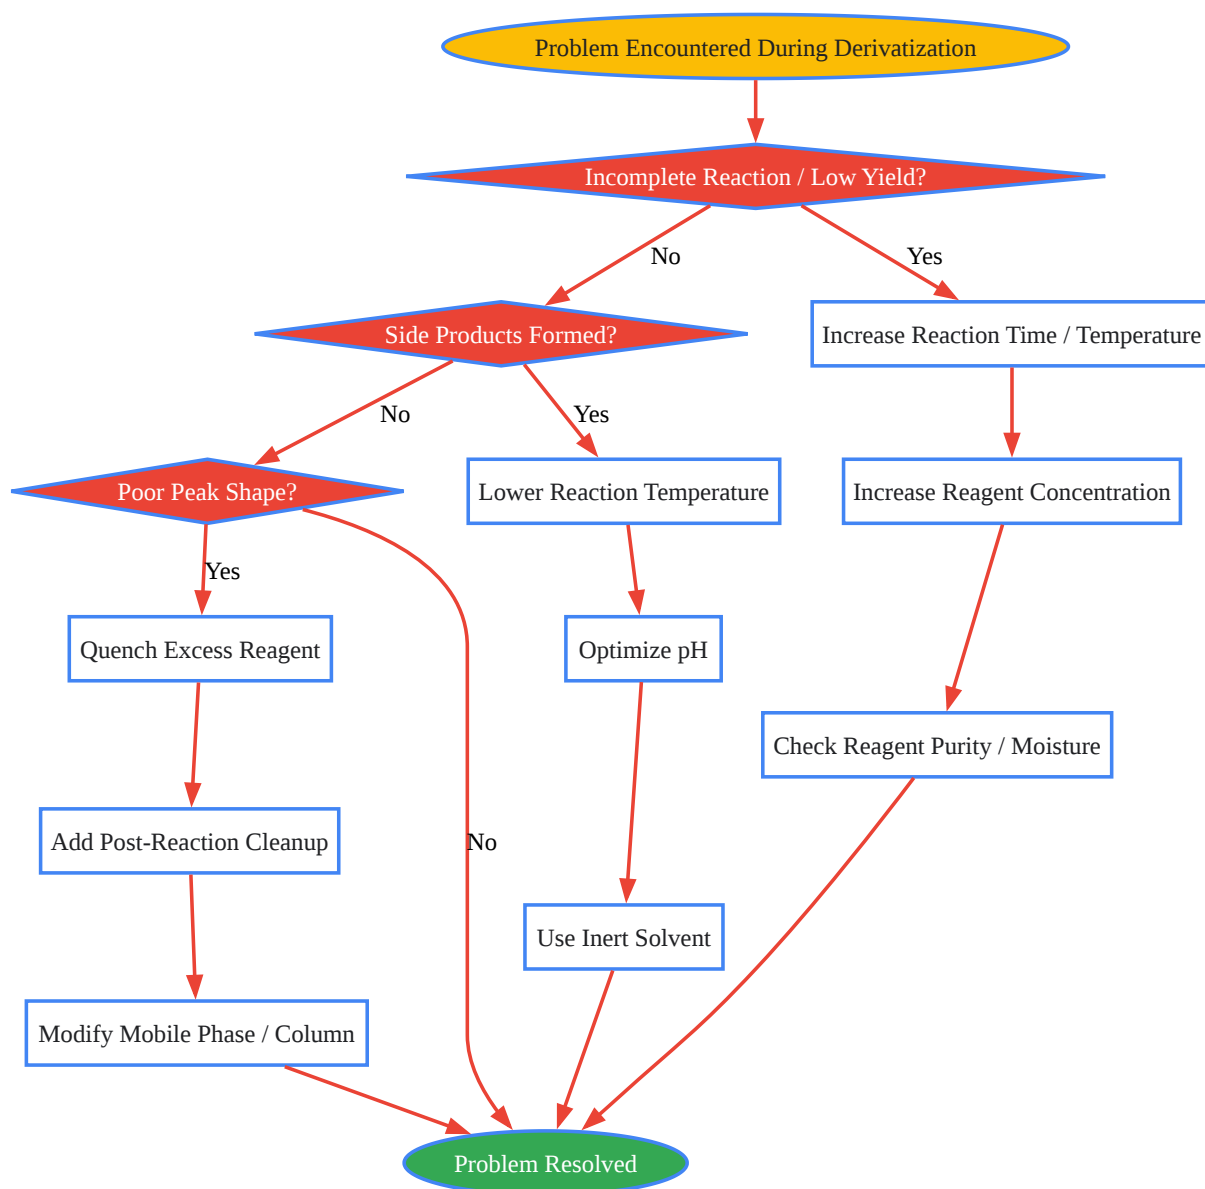 Problem Encountered During Derivatization
Incomplete Reaction / Low Yield?
No
Yes
Side Products Formed?
Increase Reaction Time / Temperature
No
Yes
Poor Peak Shape?
Lower Reaction Temperature
Increase Reagent Concentration
Yes
Quench Excess Reagent
Optimize pH
Check Reagent Purity / Moisture
Add Post-Reaction Cleanup
No
Use Inert Solvent
Modify Mobile Phase / Column
Problem Resolved